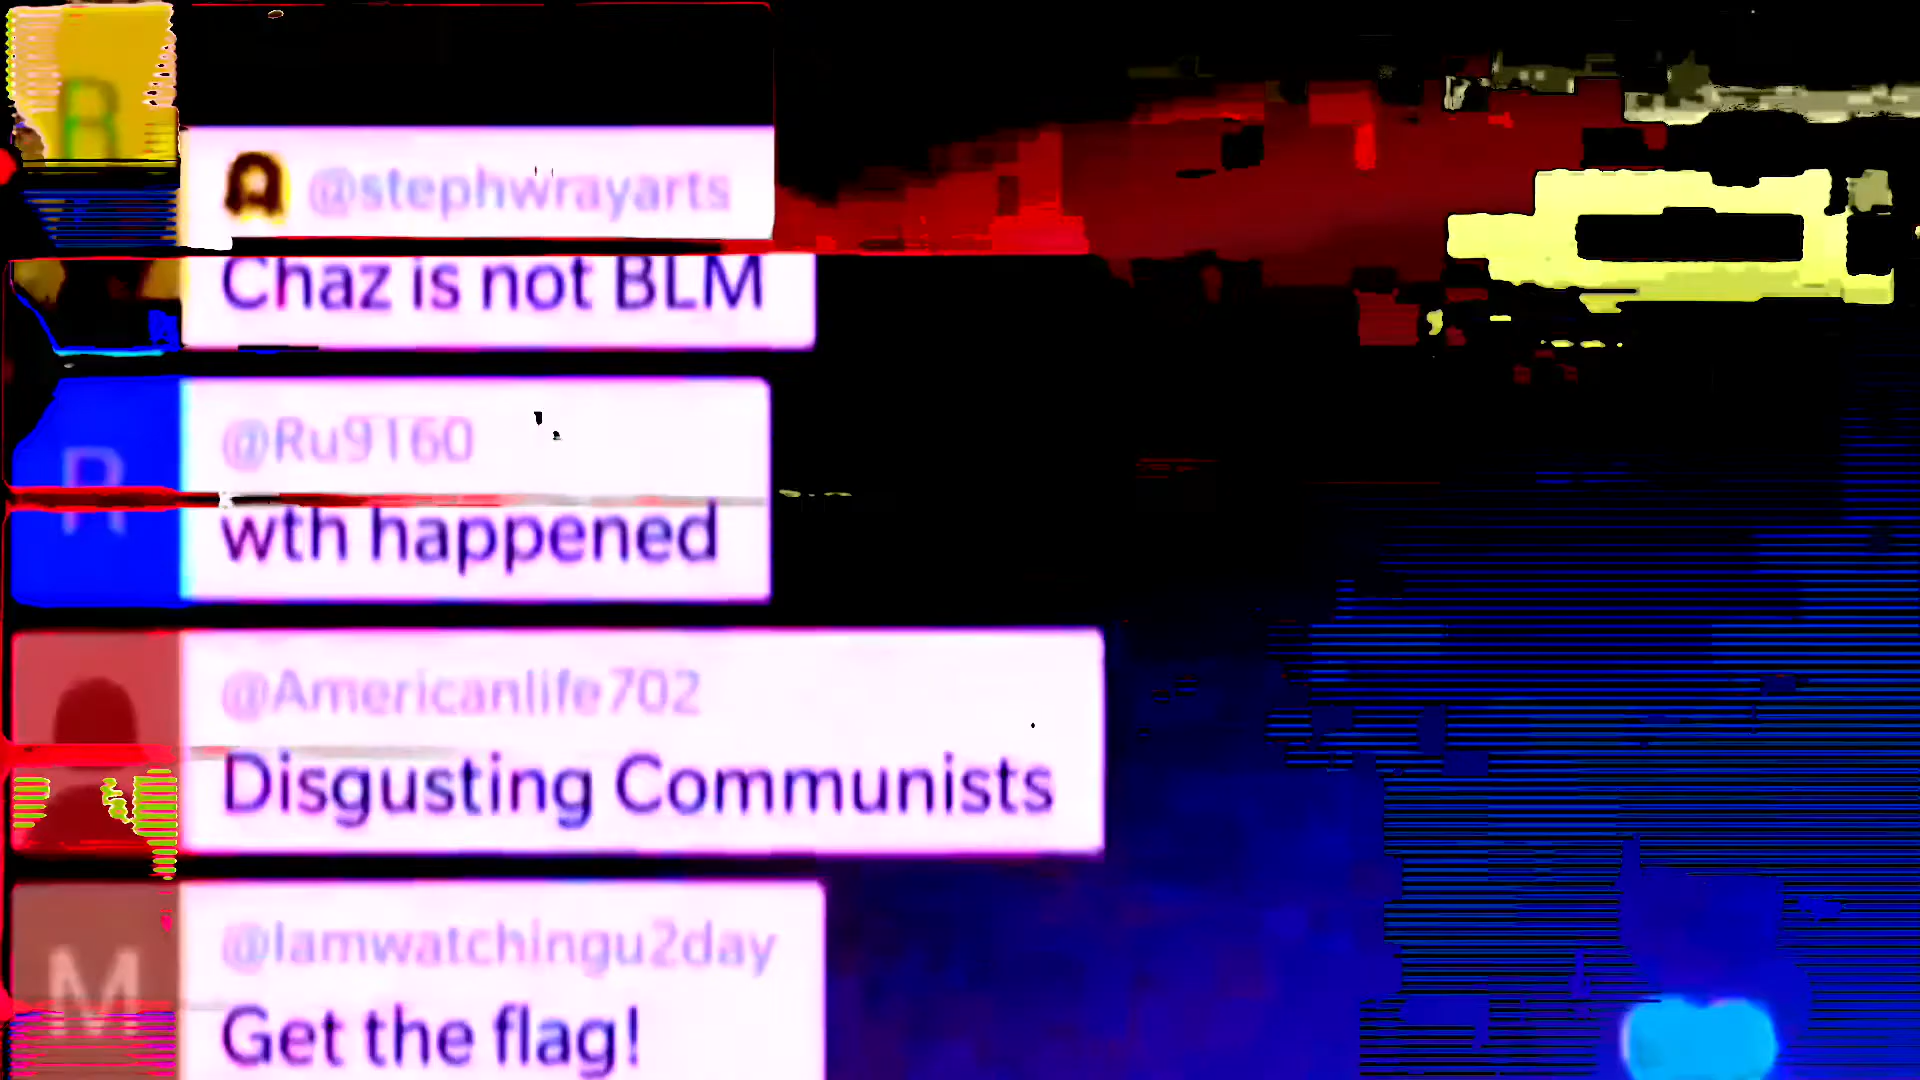 R
@stephwrayarts
Chaz is not BLM
R
@Ru9160
wth happened
@Americanlife702
Disgusting Communists
M
@Iamwatchingu2day
Get the flag!